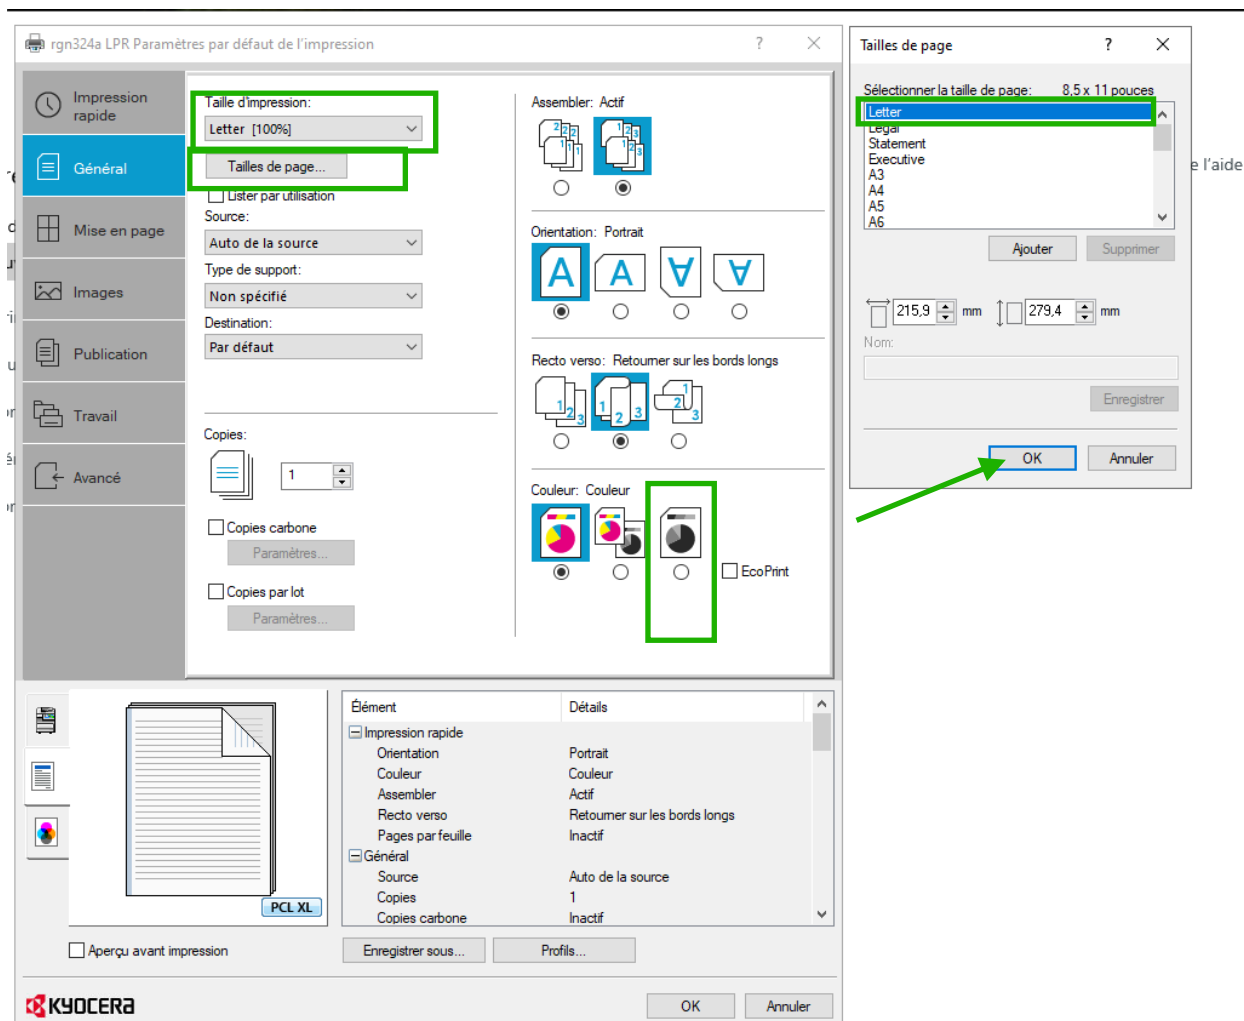 rgn324a LPR Paramètres par défaut de l'impression
?
Impression
rapide
Général
Mise en page
Images
Publication
Travail
Avancé
Taille d'impression:
Letter [100%]
Tailles de page...
Lister par utilisation
Source:
Auto de la source
Type de support:
Non spécifié
Destination:
Par défaut
Copies:
1
Copies carbone
Paramètres...
Copies par lot
Paramètres...
Assembler: Actif
Orientation: Portrait
Recto verso: Retourner sur les bords longs
Couleur: Couleur
EcoPrint
PCL XL
Aperçu avant impression
Élément Détails
Impression rapide
Orientation Portrait
Couleur Couleur
Assembler Actif
Recto verso Retourner sur les bords longs
Pages par feuille Inactif
Général
Source Auto de la source
Copies 1
Copies carbone Inactif
Enregistrer sous... Profils...
KYOCERA
OK Annuler
Tailles de page ?
Sélectionner la taille de page: 8,5 x 11 pouces
Letter
Legal
Statement
Executive
A3
A4
A5
A6
Ajouter Supprimer
215,9 mm 279,4 mm
Nom:
Enregistrer
OK Annuler
e l'aide